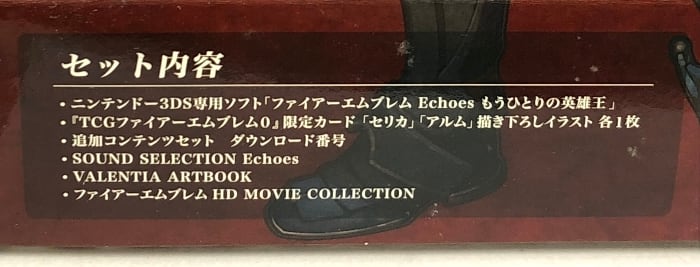 セット内容
・ニンテンドー3DS専用ソフト「ファイアーエムブレム Echoes もうひとりの英雄王」
・『TCGファイアーエムブレム0』限定カード 「セリカ」「アルム」描き下ろしイラスト 各1枚
・追加コンテンツセット ダウンロード番号
・SOUND SELECTION Echoes
・VALENTIA ARTBOOK
・ファイアーエムブレム HD MOVIE COLLECTION